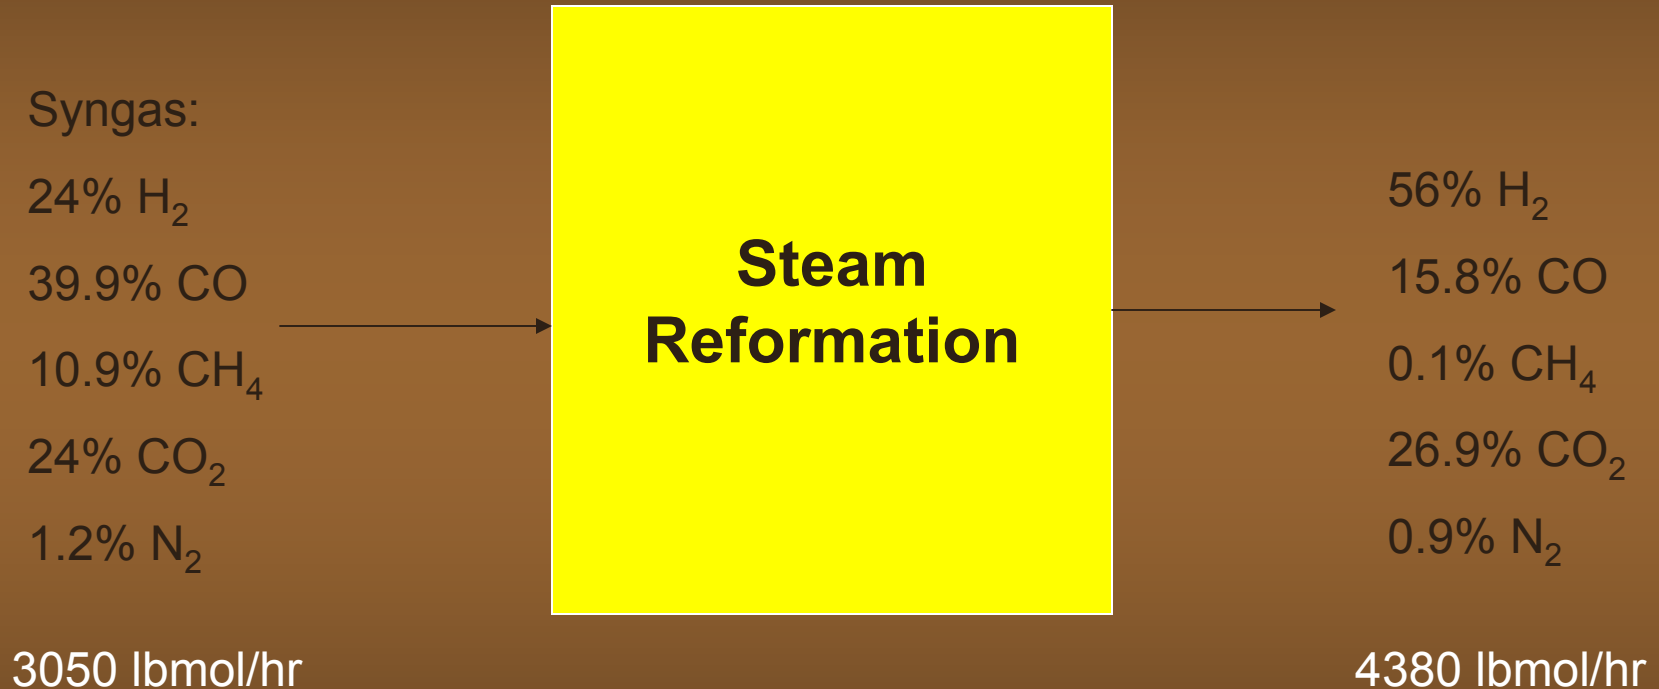 Syngas:
24% H₂
39.9% CO
10.9% CH₄
24% CO₂
1.2% N₂
3050 lbmol/hr
Steam
Reformation
56% H₂
15.8% CO
0.1% CH₄
26.9% CO₂
0.9% N₂
4380 lbmol/hr